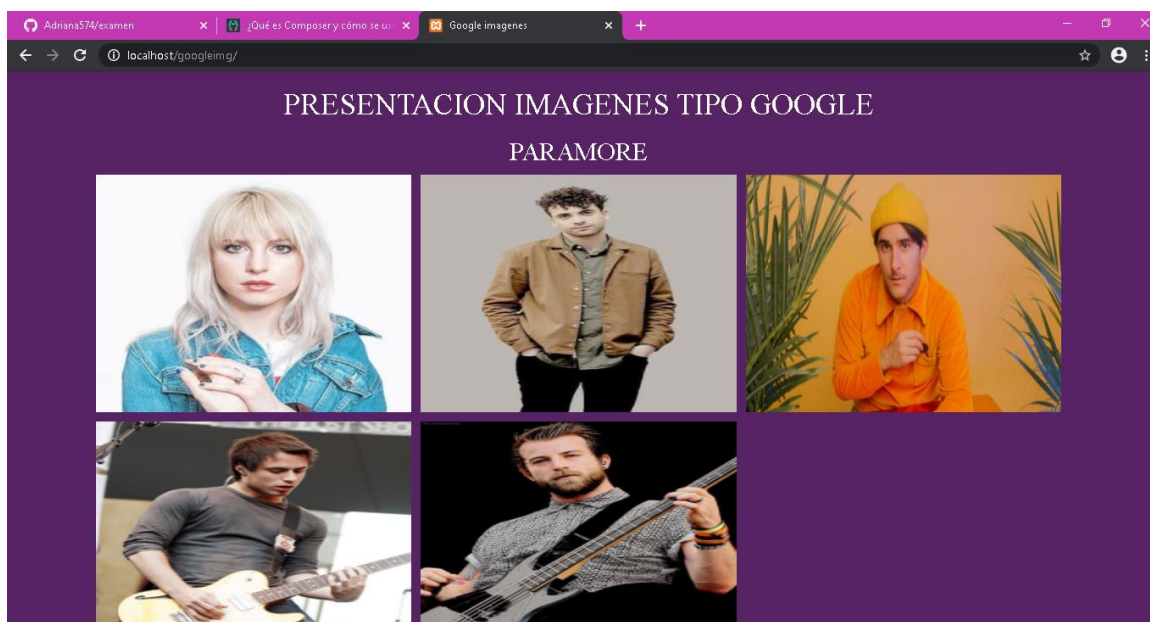 Adriana574/examen
¿Qué es Composer y cómo se us
Google imagenes
localhost/googleimg/
PRESENTACION IMAGENES TIPO GOOGLE
PARAMORE